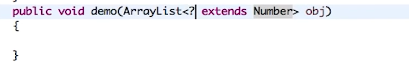 public void demo(ArrayList<? extends Number> obj)
{
}